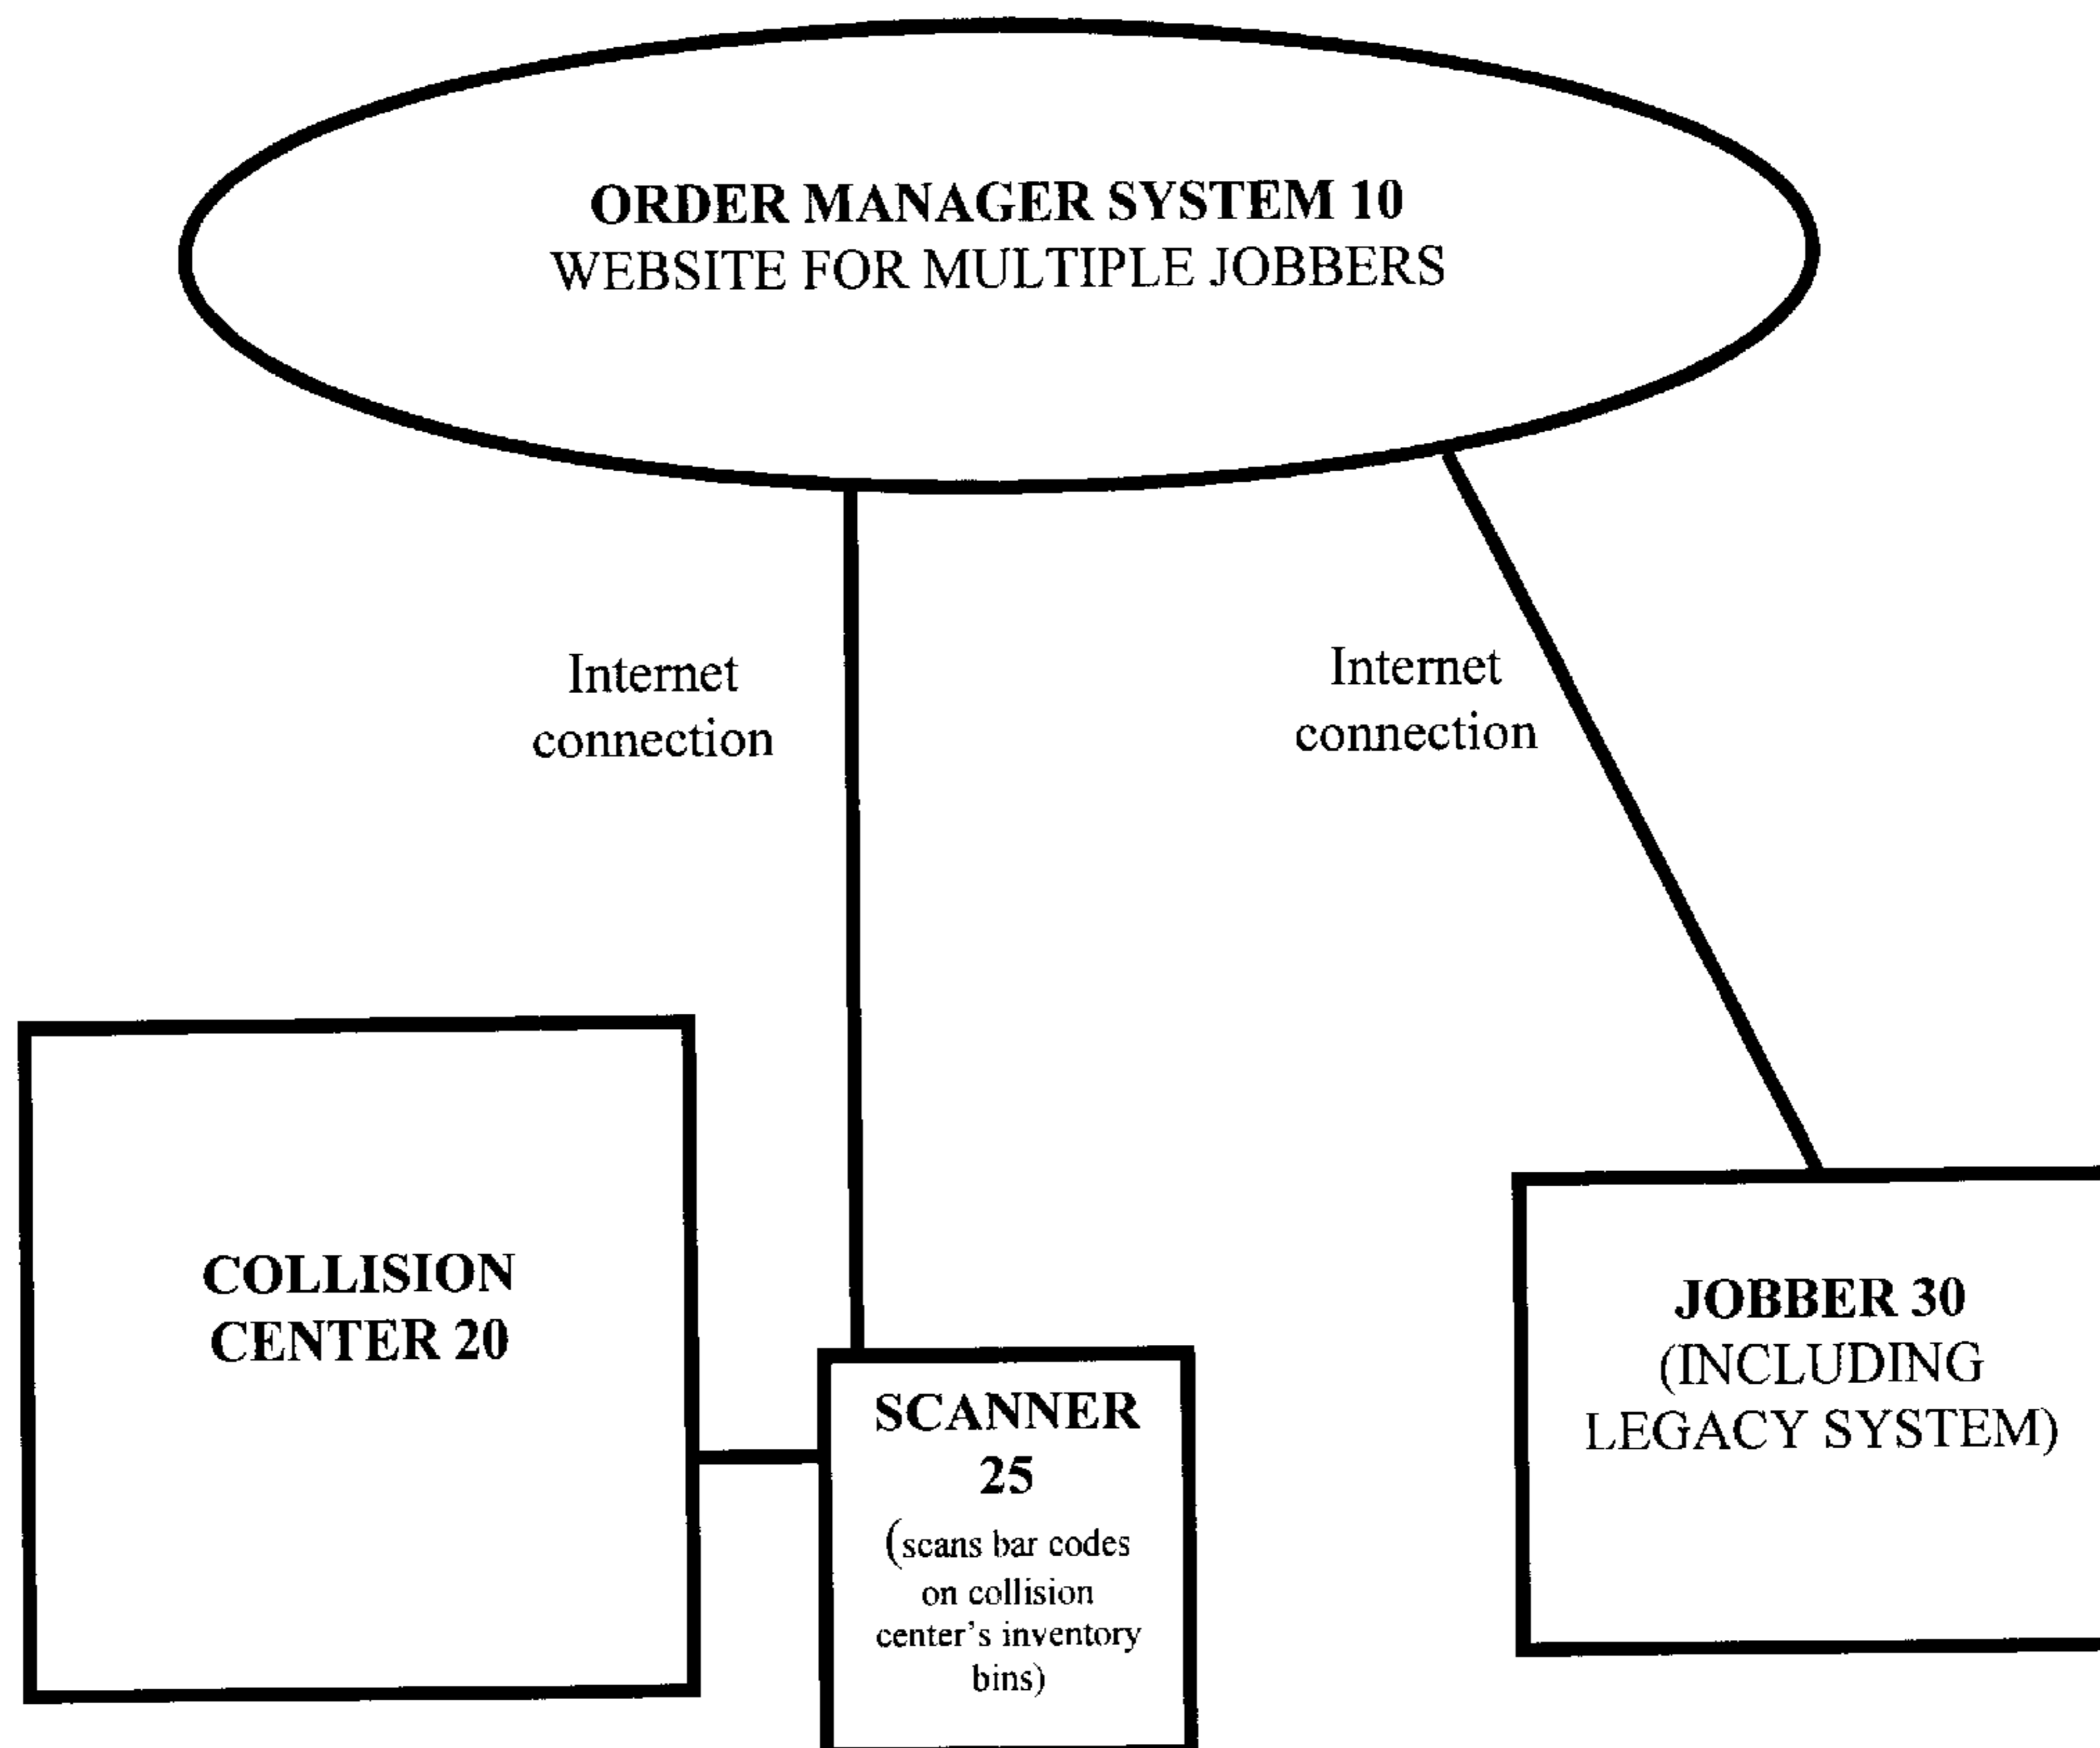 ORDER MANAGER SYSTEM 10
WEBSITE FOR MULTIPLE JOBBERS
Internet
connection
Internet
connection
COLLISION
CENTER 20
SCANNER
25
(scans bar codes
on collision
center's inventory
bins)
JOBBER 30
(INCLUDING
LEGACY SYSTEM)